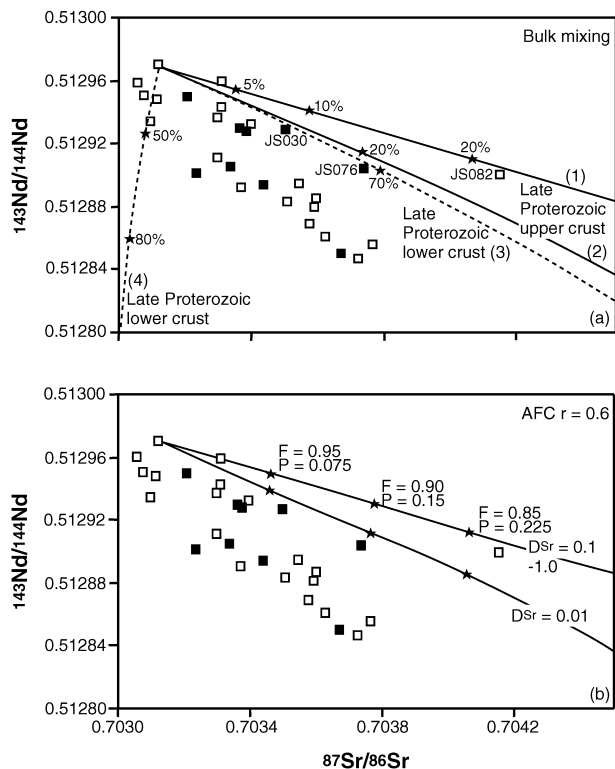 0.51300
Bulk mixing
0.51296
5%
10%
0.51292
50%
JS030
20%
20%
JS076
70%
JS082
(1)
0.51288
Late
Proterozoic
upper crust
Late
Proterozoic
lower crust (3)
(2)
0.51284
80%
(4)
Late Proterozoic
lower crust
0.51280
(a)
143Nd/144Nd
0.51300
AFC r = 0.6
0.51296
F = 0.95
P = 0.075
F = 0.90
P = 0.15
F = 0.85
P = 0.225
0.51292
DSr = 0.1
-1.0
0.51288
DSr = 0.01
0.51284
0.51280
(b)
143Nd/144Nd
0.7030
0.7034
0.7038
0.7042
87Sr/86Sr